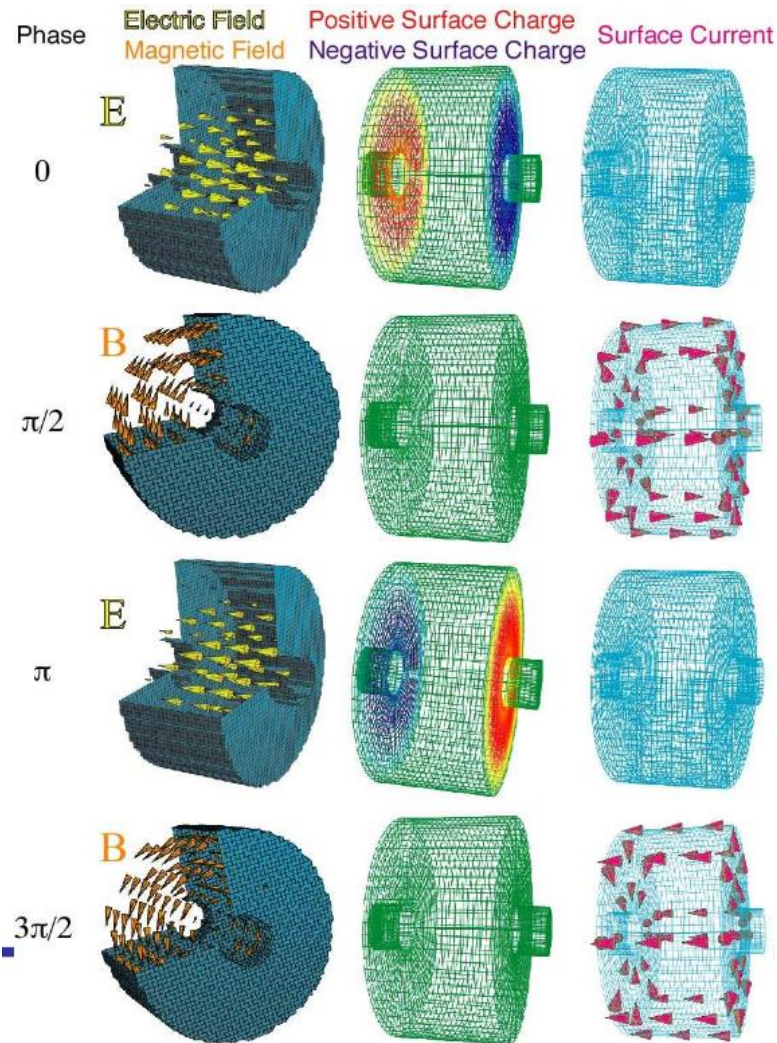 Phase
Electric Field
Magnetic Field
Positive Surface Charge
Negative Surface Charge
Surface Current
E
0
B
π/2
E
π
B
3π/2